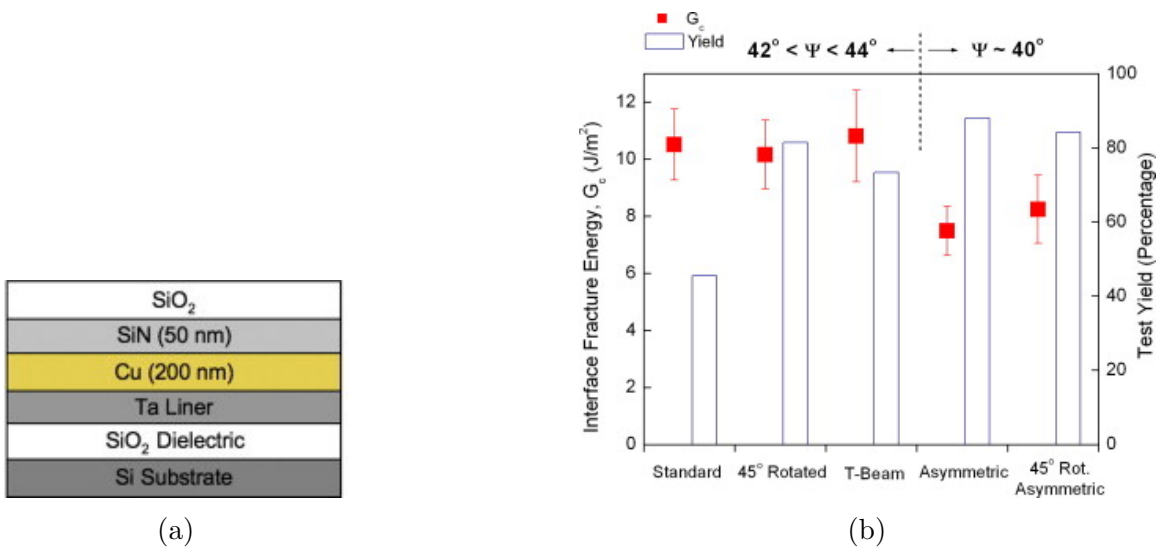 SiO₂
SiN (50 nm)
Cu (200 nm)
Ta Liner
SiO₂ Dielectric
Si Substrate
(a)
G_c
Yield
42° < Ψ < 44°
Ψ ~ 40°
Interface Fracture Energy, G_c (J/m²)
12
10
8
6
4
2
0
100
80
60
40
20
0
Test Yield (Percentage)
Standard
45° Rotated
T-Beam
Asymmetric
45° Rot.
Asymmetric
(b)